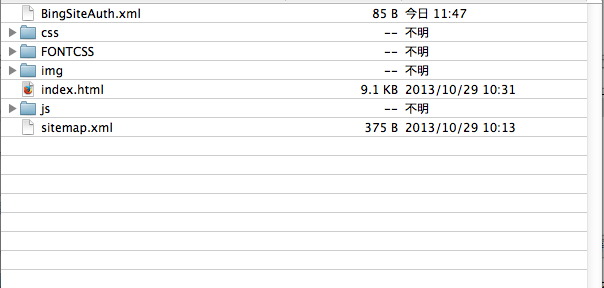 BingSiteAuth.xml 85 B 今日 11:47
css -- 不明
FONTCSS -- 不明
img -- 不明
index.html 9.1 KB 2013/10/29 10:31
js -- 不明
sitemap.xml 375 B 2013/10/29 10:13